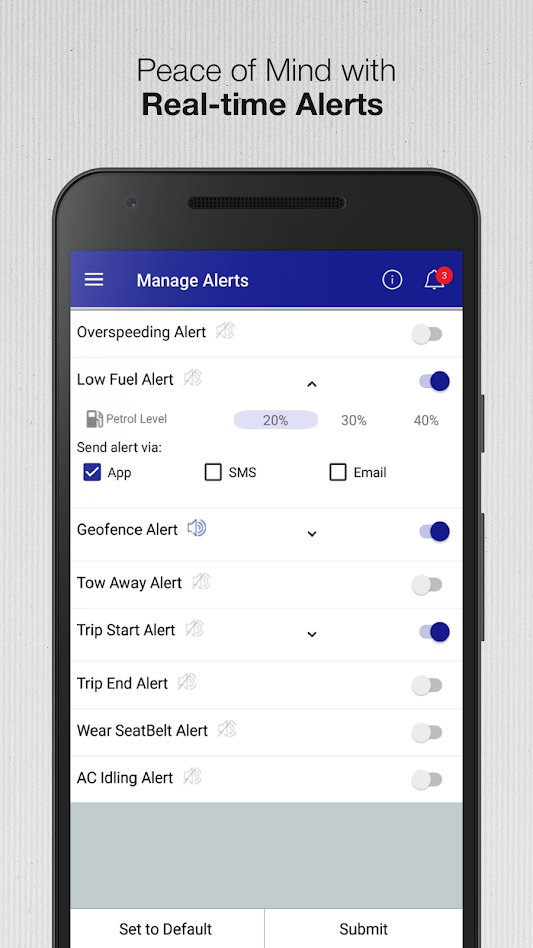 Peace of Mind with
Real-time Alerts
Manage Alerts
3
Overspeeding Alert
Low Fuel Alert
Petrol Level 20% 30% 40%
Send alert via:
App SMS Email
Geofence Alert
Tow Away Alert
Trip Start Alert
Trip End Alert
Wear SeatBelt Alert
AC Idling Alert
Set to Default Submit